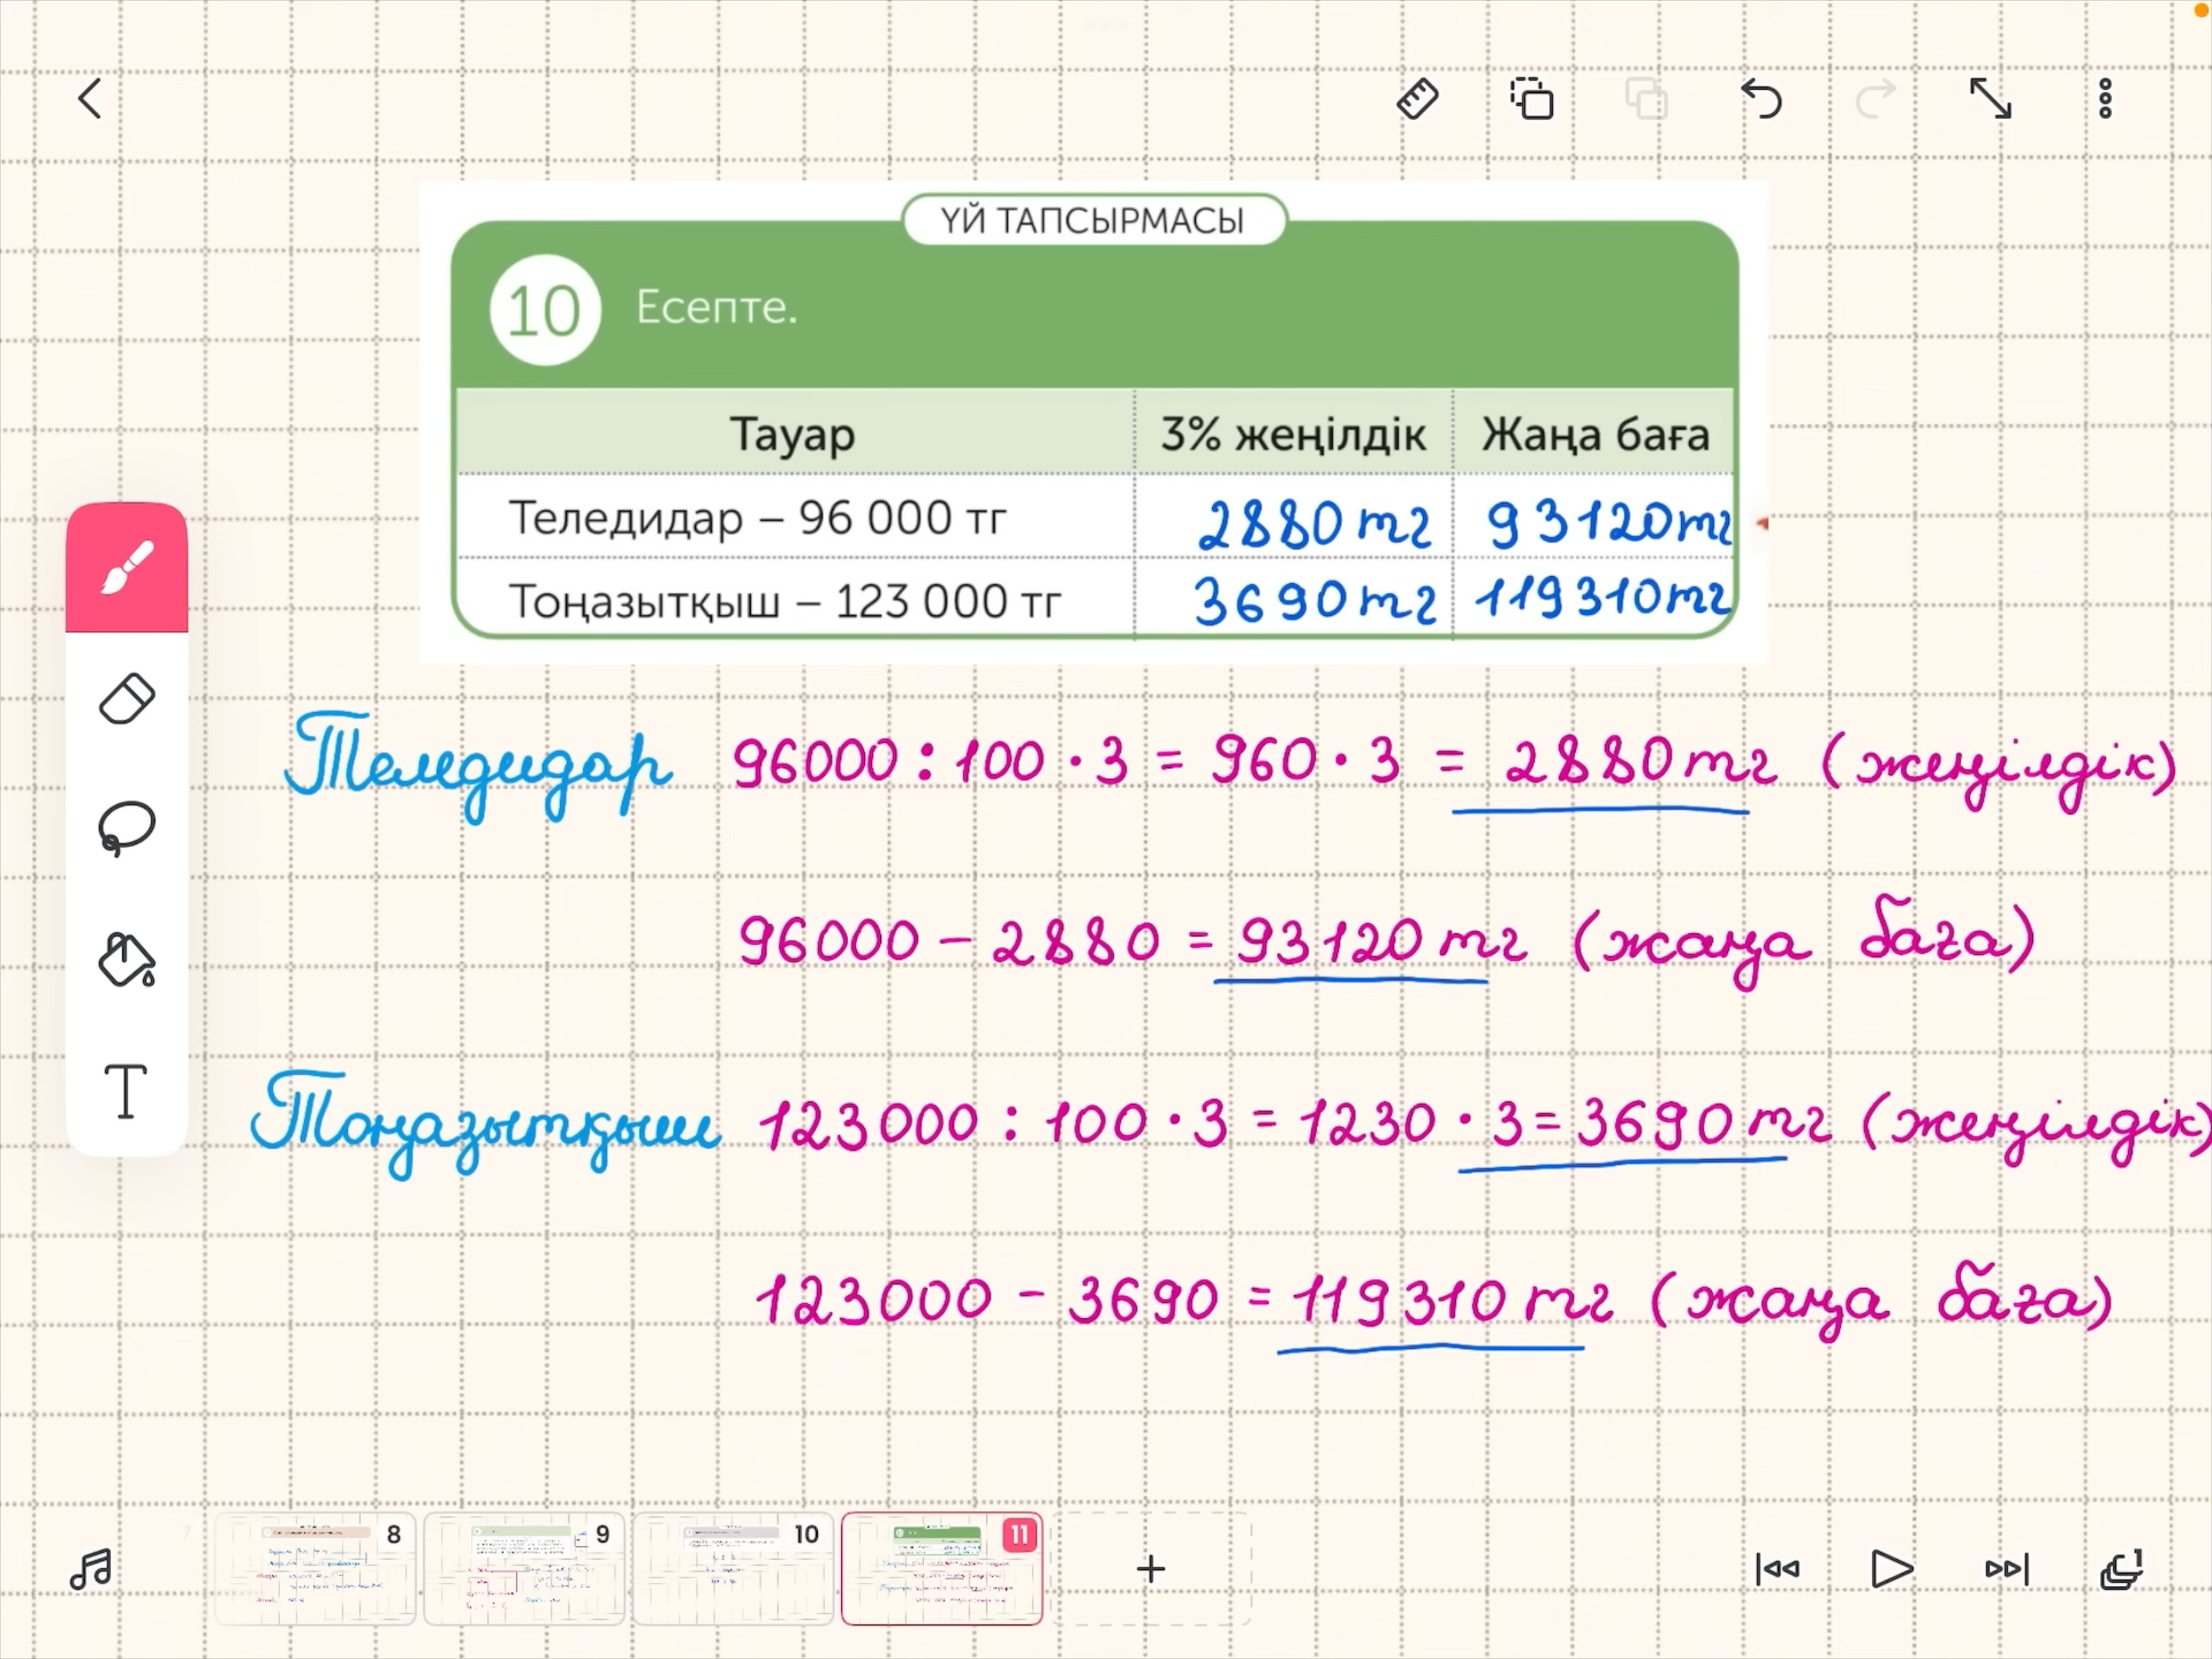 ҮЙ ТАПСЫРМАСЫ
10 Есепте.
Тауар 3% жеңілдік Жаңа баға
Теледидар – 96 000 тг 2880 тг 93120 тг
Тоңазытқыш – 123 000 тг 3690 тг 119310 тг
Теледидар 96000 : 100 · 3 = 960 · 3 = 2880 тг (жеңілдік)
96000 – 2880 = 93120 тг (жаңа баға)
Тоңазытқыш 123000 : 100 · 3 = 1230 · 3 = 3690 тг (жеңілдік)
123000 - 3690 = 119310 тг (жаңа баға)
T
8 9 10 11 +